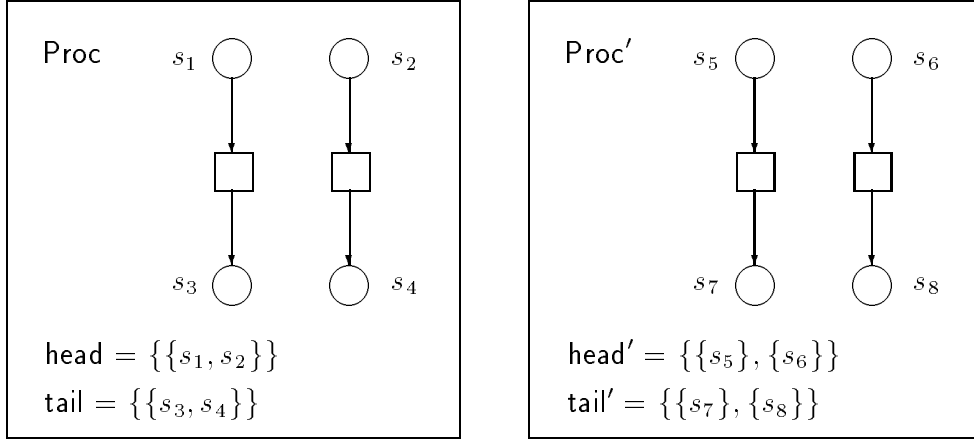 Proc s₁ s₂
s₃ s₄
head = {{s₁, s₂}}
tail = {{s₃, s₄}}
Proc′ s₅ s₆
s₇ s₈
head′ = {{s₅}, {s₆}}
tail′ = {{s₇}, {s₈}}